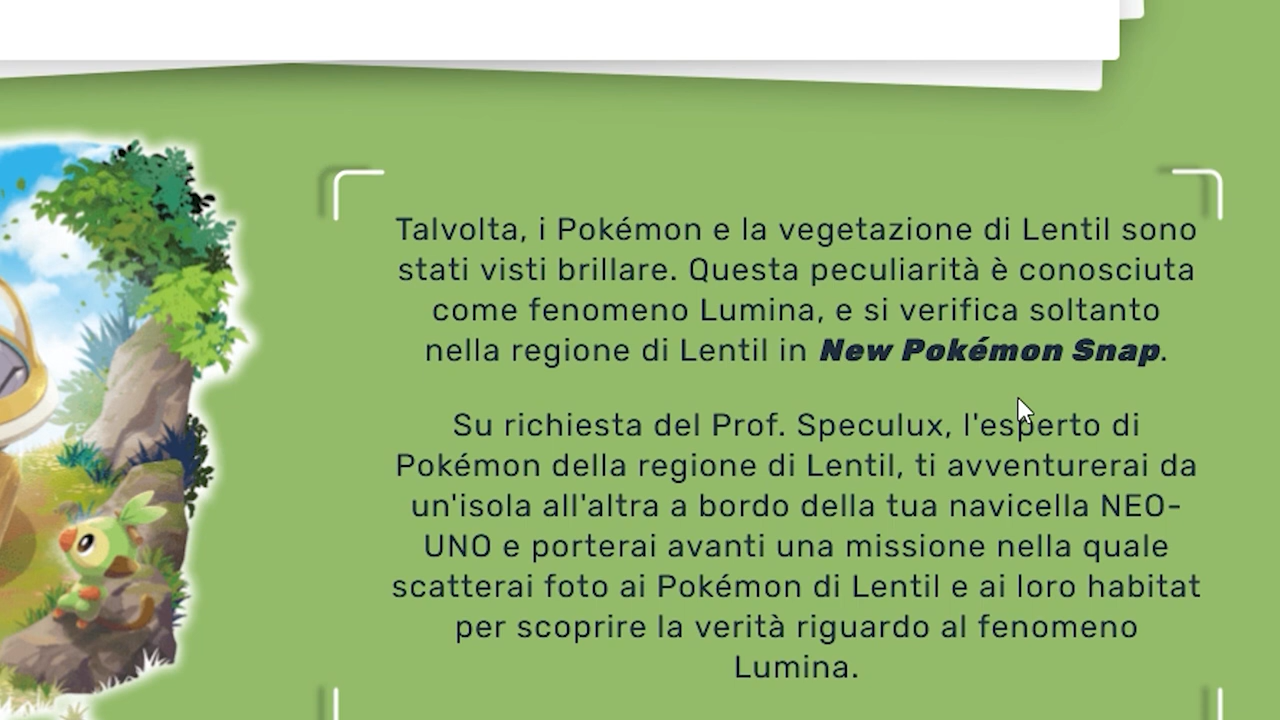 Talvolta, i Pokémon e la vegetazione di Lentil sono
stati visti brillare. Questa peculiarità è conosciuta
come fenomeno Lumina, e si verifica soltanto
nella regione di Lentil in New Pokémon Snap.
Su richiesta del Prof. Speculux, l'esperto di
Pokémon della regione di Lentil, ti avventurerai da
un'isola all'altra a bordo della tua navicella NEO-
UNO e porterai avanti una missione nella quale
scatterai foto ai Pokémon di Lentil e ai loro habitat
per scoprire la verità riguardo al fenomeno
Lumina.